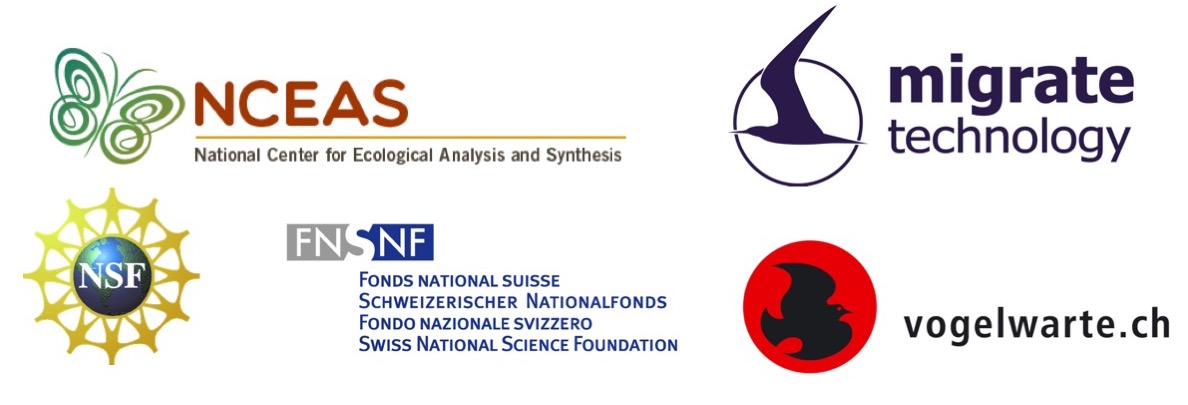 NCEAS
National Center for Ecological Analysis and Synthesis
migrate
technology
NSF
FNSNF
FONDS NATIONAL SUISSE
SCHWEIZERISCHER NATIONALFONDS
FONDO NAZIONALE SVIZZERO
SWISS NATIONAL SCIENCE FOUNDATION
vogelwarte.ch